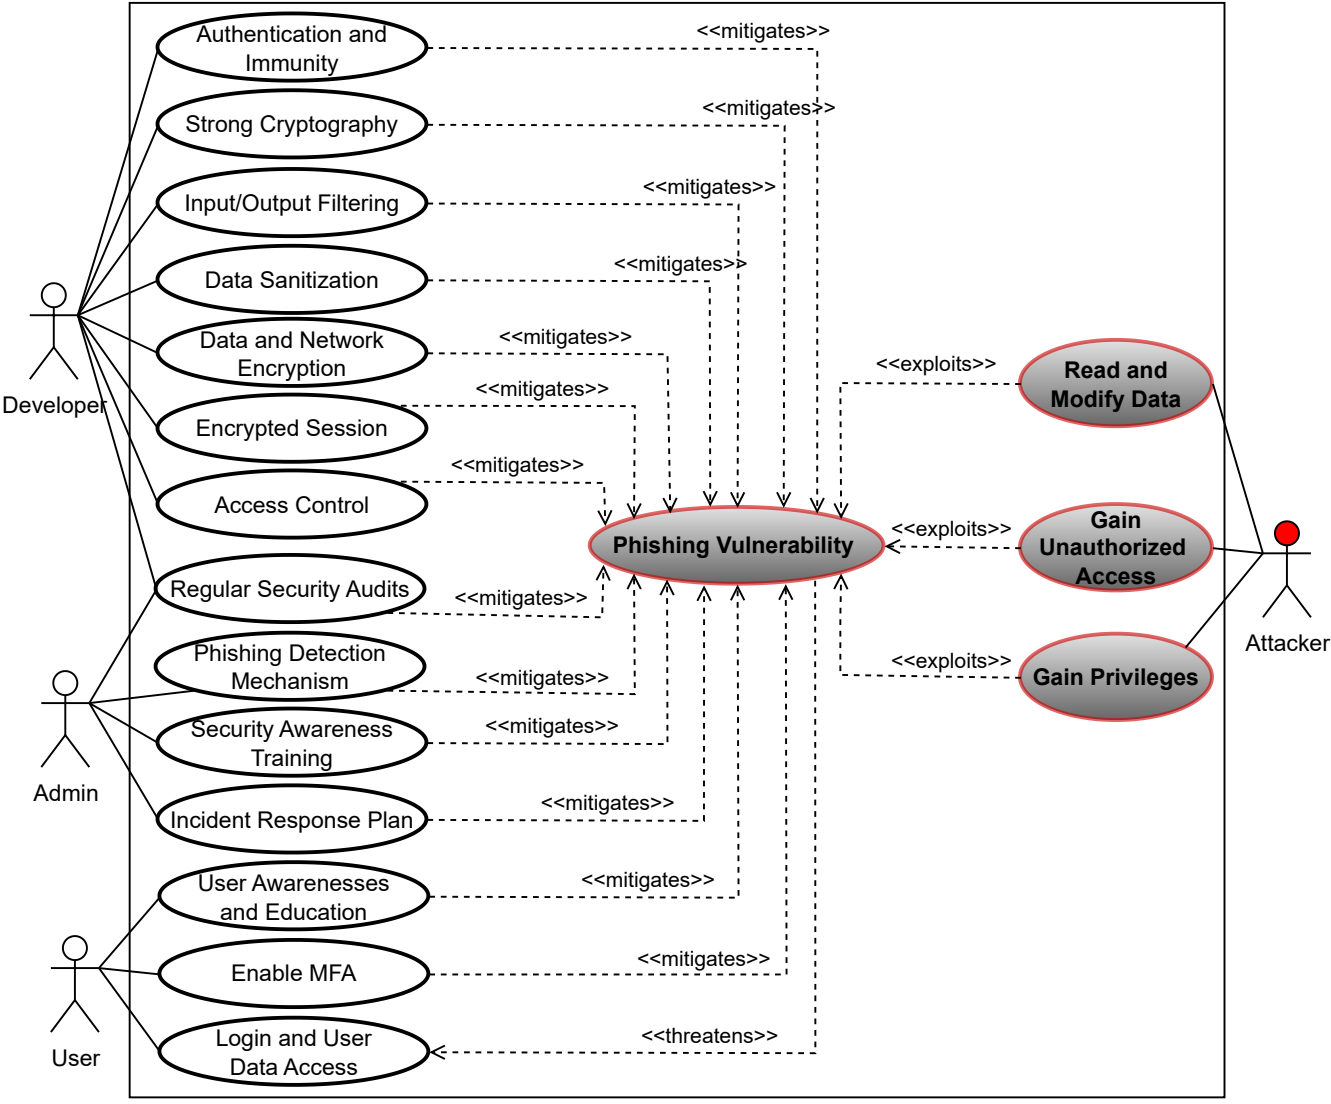 Authentication and
Immunity
<<mitigates>>
Strong Cryptography
<<mitigates>>
Input/Output Filtering
<<mitigates>>
Data Sanitization
<<mitigates>>
Data and Network
Encryption
<<mitigates>>
Encrypted Session
<<mitigates>>
Access Control
<<mitigates>>
Developer
Regular Security Audits
<<mitigates>>
Phishing Detection
Mechanism
<<mitigates>>
Security Awareness
Training
<<mitigates>>
Incident Response Plan
<<mitigates>>
Admin
User Awarenesses
and Education
<<mitigates>>
Enable MFA
<<mitigates>>
Login and User
Data Access
<<threatens>>
User
Phishing Vulnerability
<<exploits>>
Read and
Modify Data
<<exploits>>
Gain
Unauthorized
Access
<<exploits>>
Gain Privileges
Attacker